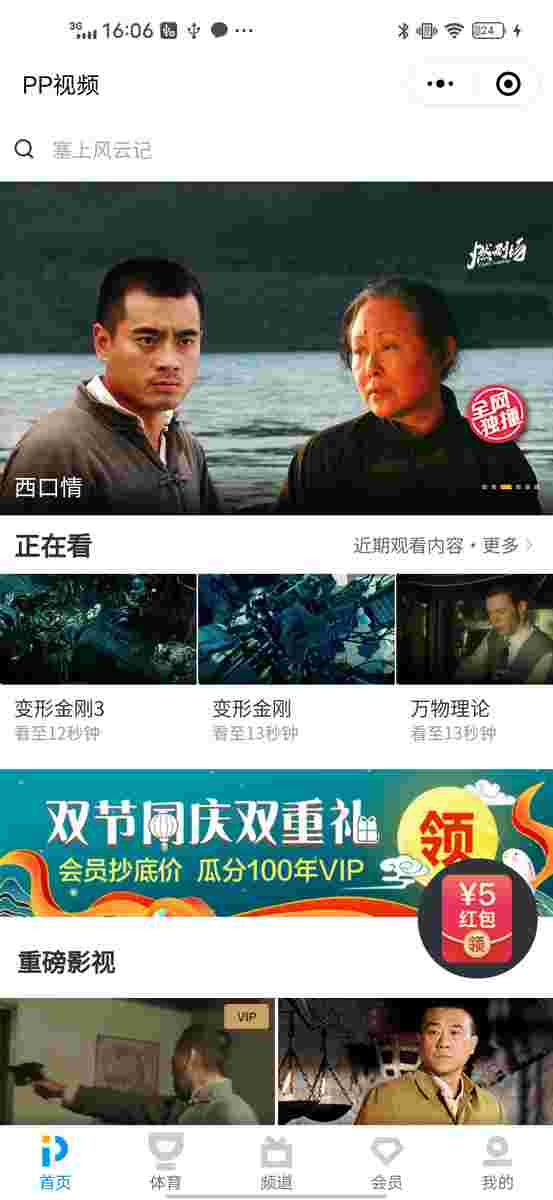 3G 16:06 24
PP视频
塞上风云记
燃剧场
全网
独播
西口情
正在看
近期观看内容·更多
变形金刚3
变形金刚
万物理论
看至12秒钟
看至13秒钟
看至13秒钟
双节同庆双重礼
会员抄底价 瓜分100年VIP
领
¥5
红包
领
重磅影视
VIP
首页
体育
频道
会员
我的